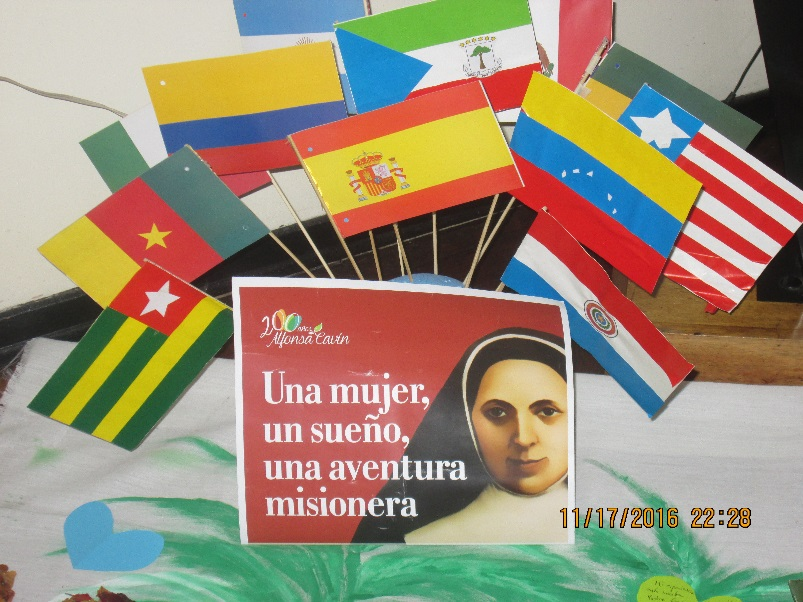 200 años
Alfonsa Cavin
Una mujer,
un sueño,
una aventura
misionera
11/17/2016 22:28